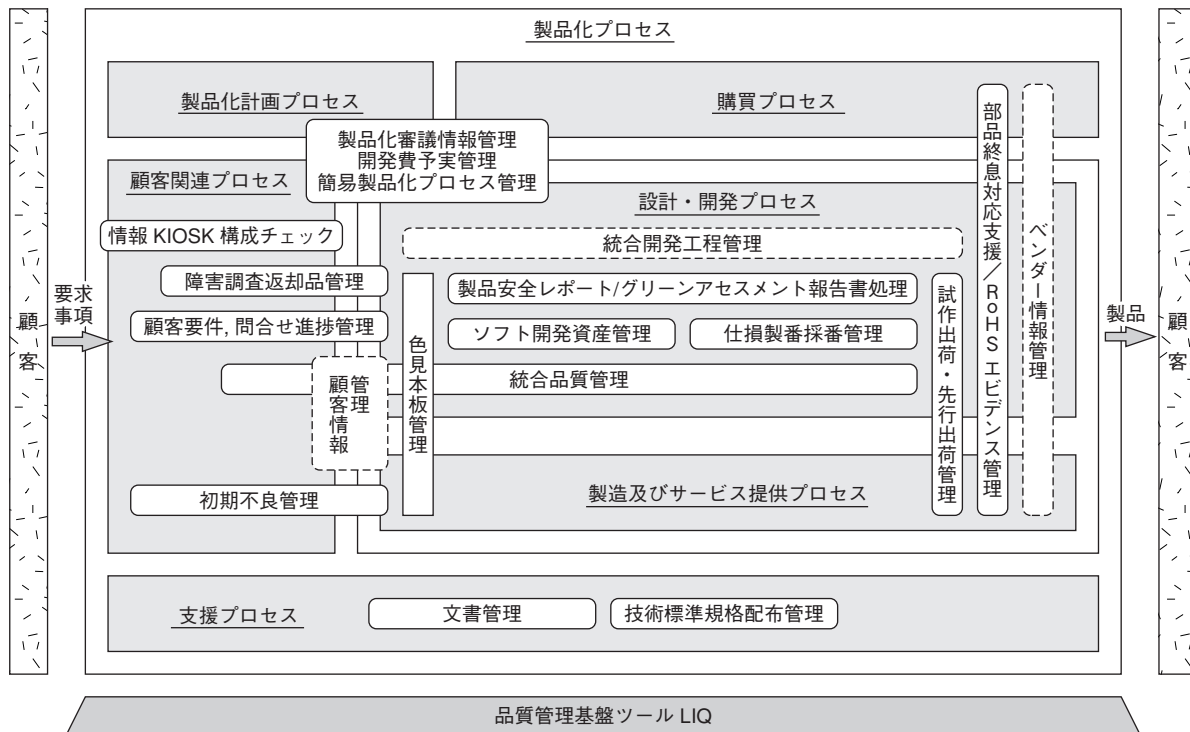 製品化プロセス
製品化計画プロセス
購買プロセス
製品化審議情報管理
開発費予実管理
簡易製品化プロセス管理
顧客関連プロセス
設計・開発プロセス
情報 KIOSK 構成チェック
統合開発工程管理
障害調査返却品管理
製品安全レポート/グリーンアセスメント報告書処理
顧客要件, 問合せ進捗管理
ソフト開発資産管理
仕損製番採番管理
統合品質管理
顧客情報
管理
色見本板管理
試作出荷・先行出荷管理
部品終息対応支援／RoHSエビデンス管理
ベンダー情報管理
初期不良管理
製造及びサービス提供プロセス
支援プロセス
文書管理
技術標準規格配布管理
顧客
要求
事項
製品
顧客
品質管理基盤ツール LIQ